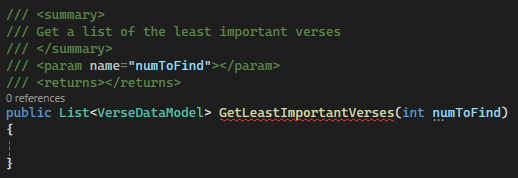 /// <summary>
/// Get a list of the least important verses
/// </summary>
/// <param name="numToFind"></param>
/// <returns></returns>
0 references
public List<VerseDataModel> GetLeastImportantVerses(int numToFind)
{
}